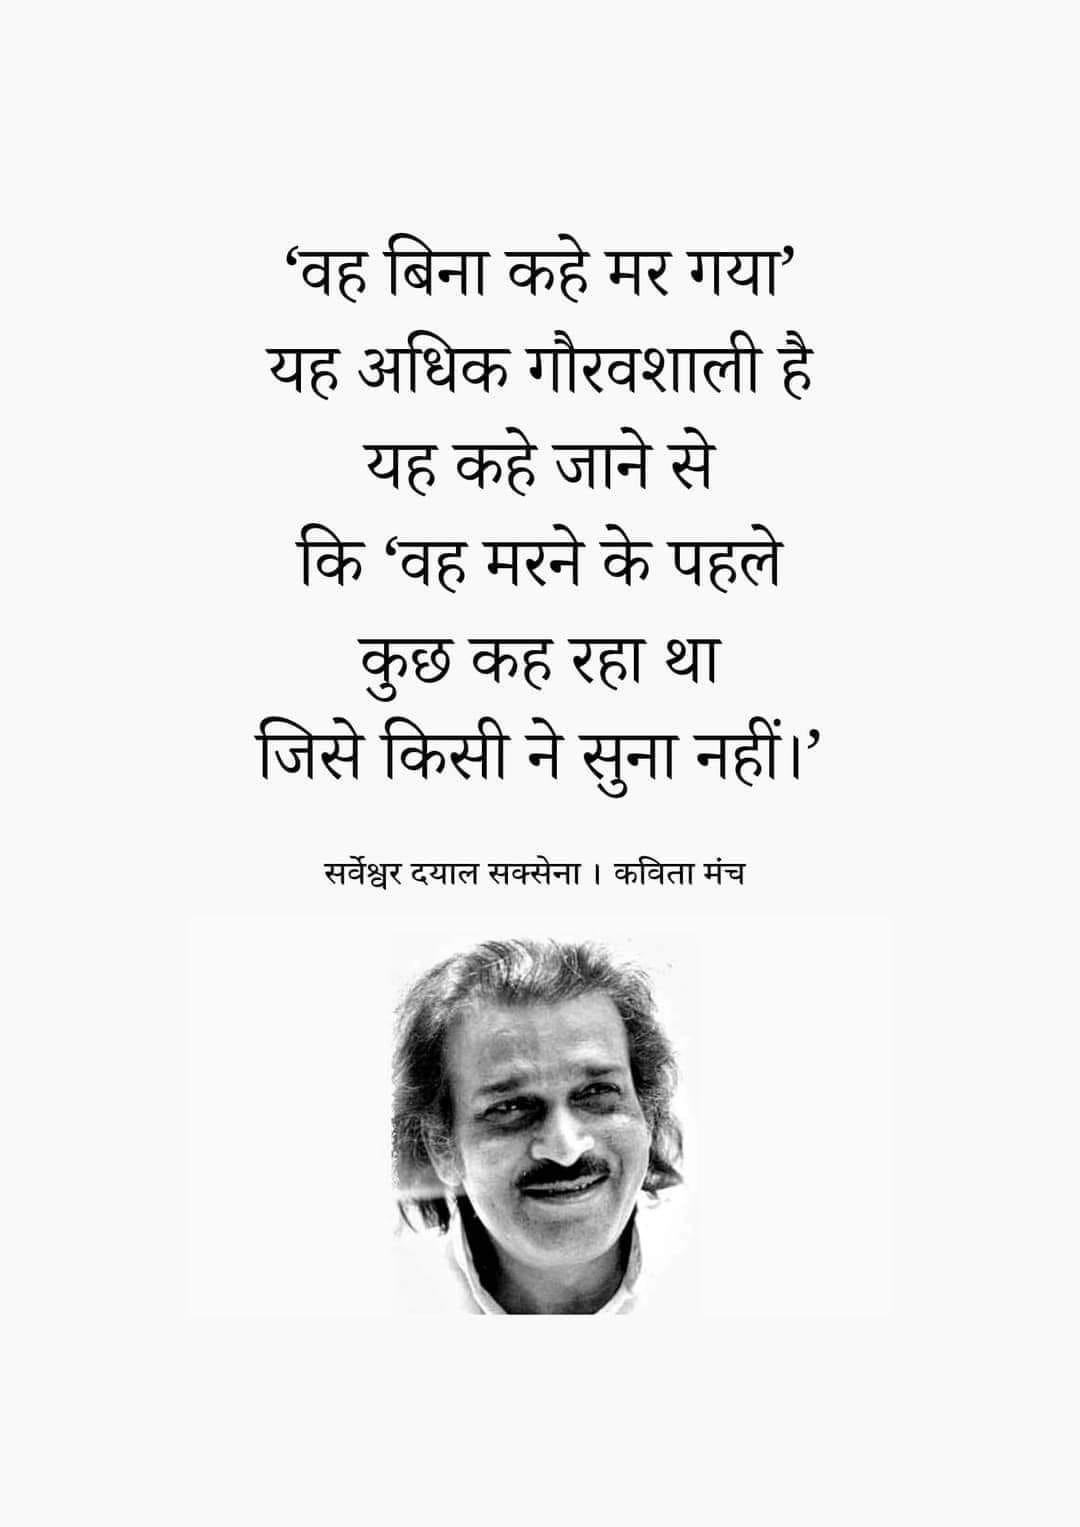 ‘वह बिना कहे मर गया’
यह अधिक गौरवशाली है
यह कहे जाने से
कि ‘वह मरने के पहले
कुछ कह रहा था
जिसे किसी ने सुना नहीं।’
सर्वेश्वर दयाल सक्सेना । कविता मंच